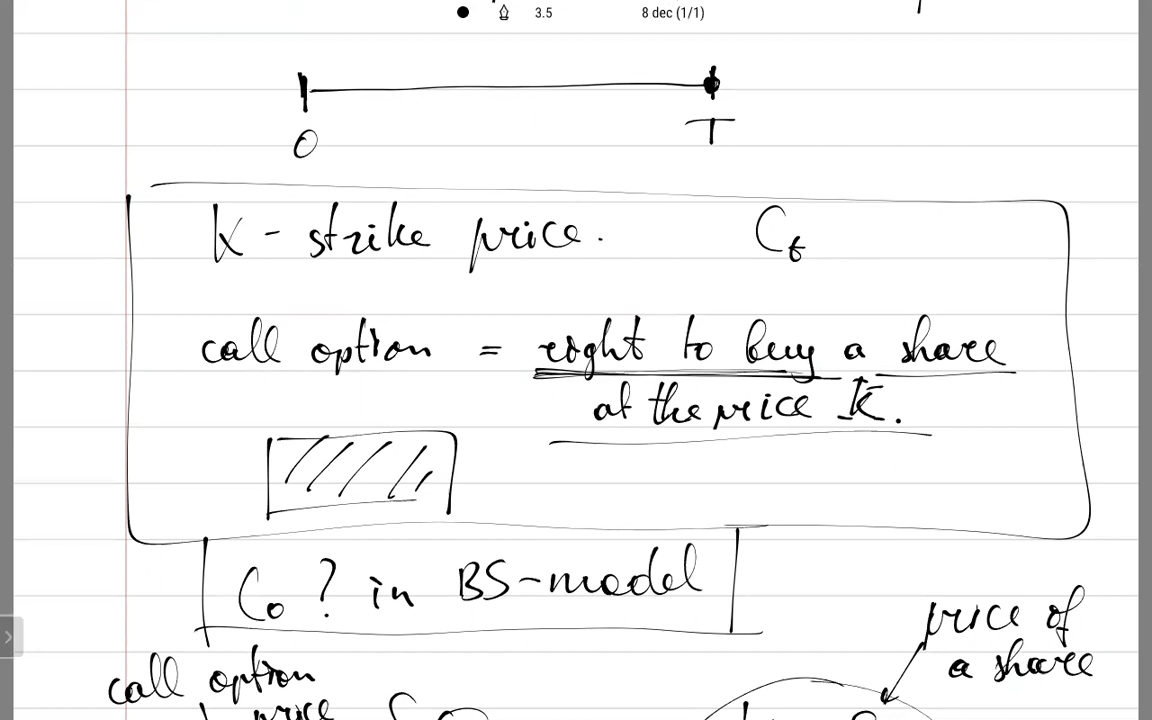 3.5 8 dec (1/1)
0 T
K - strike price. C_t
call option = right to buy a share
at the price K.
C_0 ? in BS-model
price of
a share
call option
price